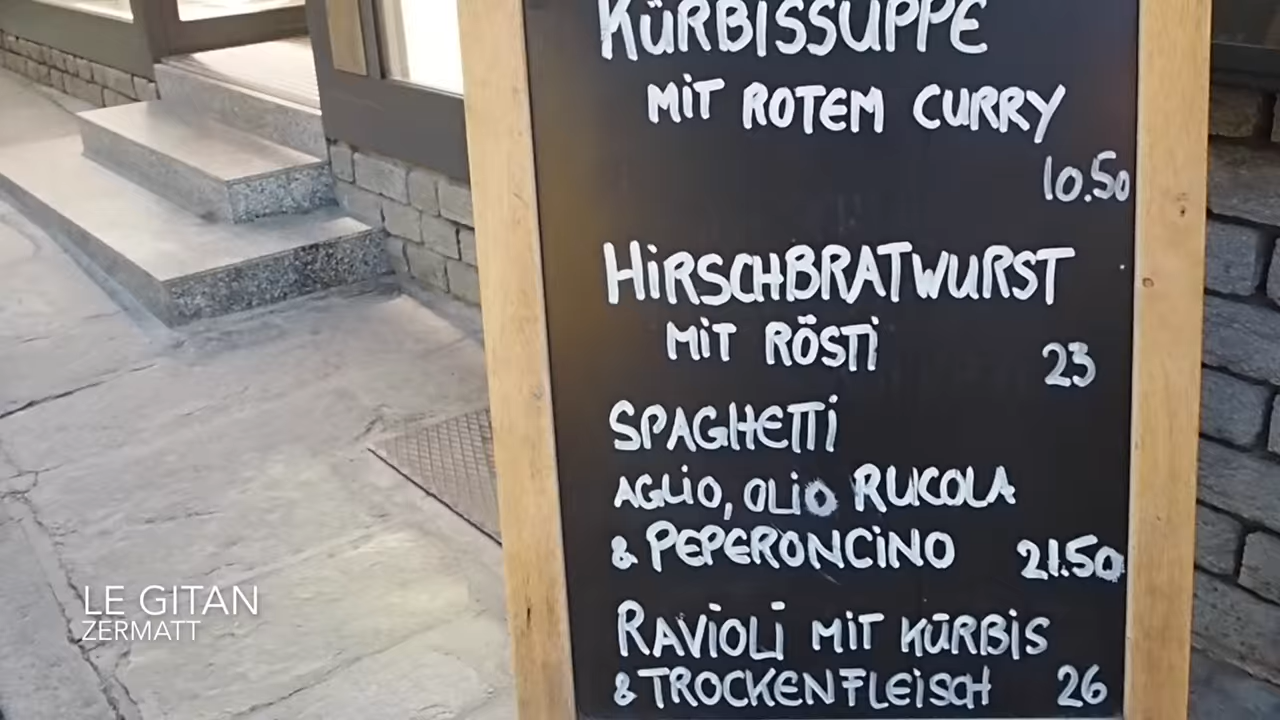 KÜRBISSUPPE
MIT ROTEM CURRY
10.50
HIRSCHBRATWURST
MIT RÖSTI
23
SPAGHETTI
AGLIO, OLIO RUCOLA
& PEPERONCINO 21.50
RAVIOLI MIT KÜRBIS
& TROCKENFLEISCH 26
LE GITAN
ZERMATT